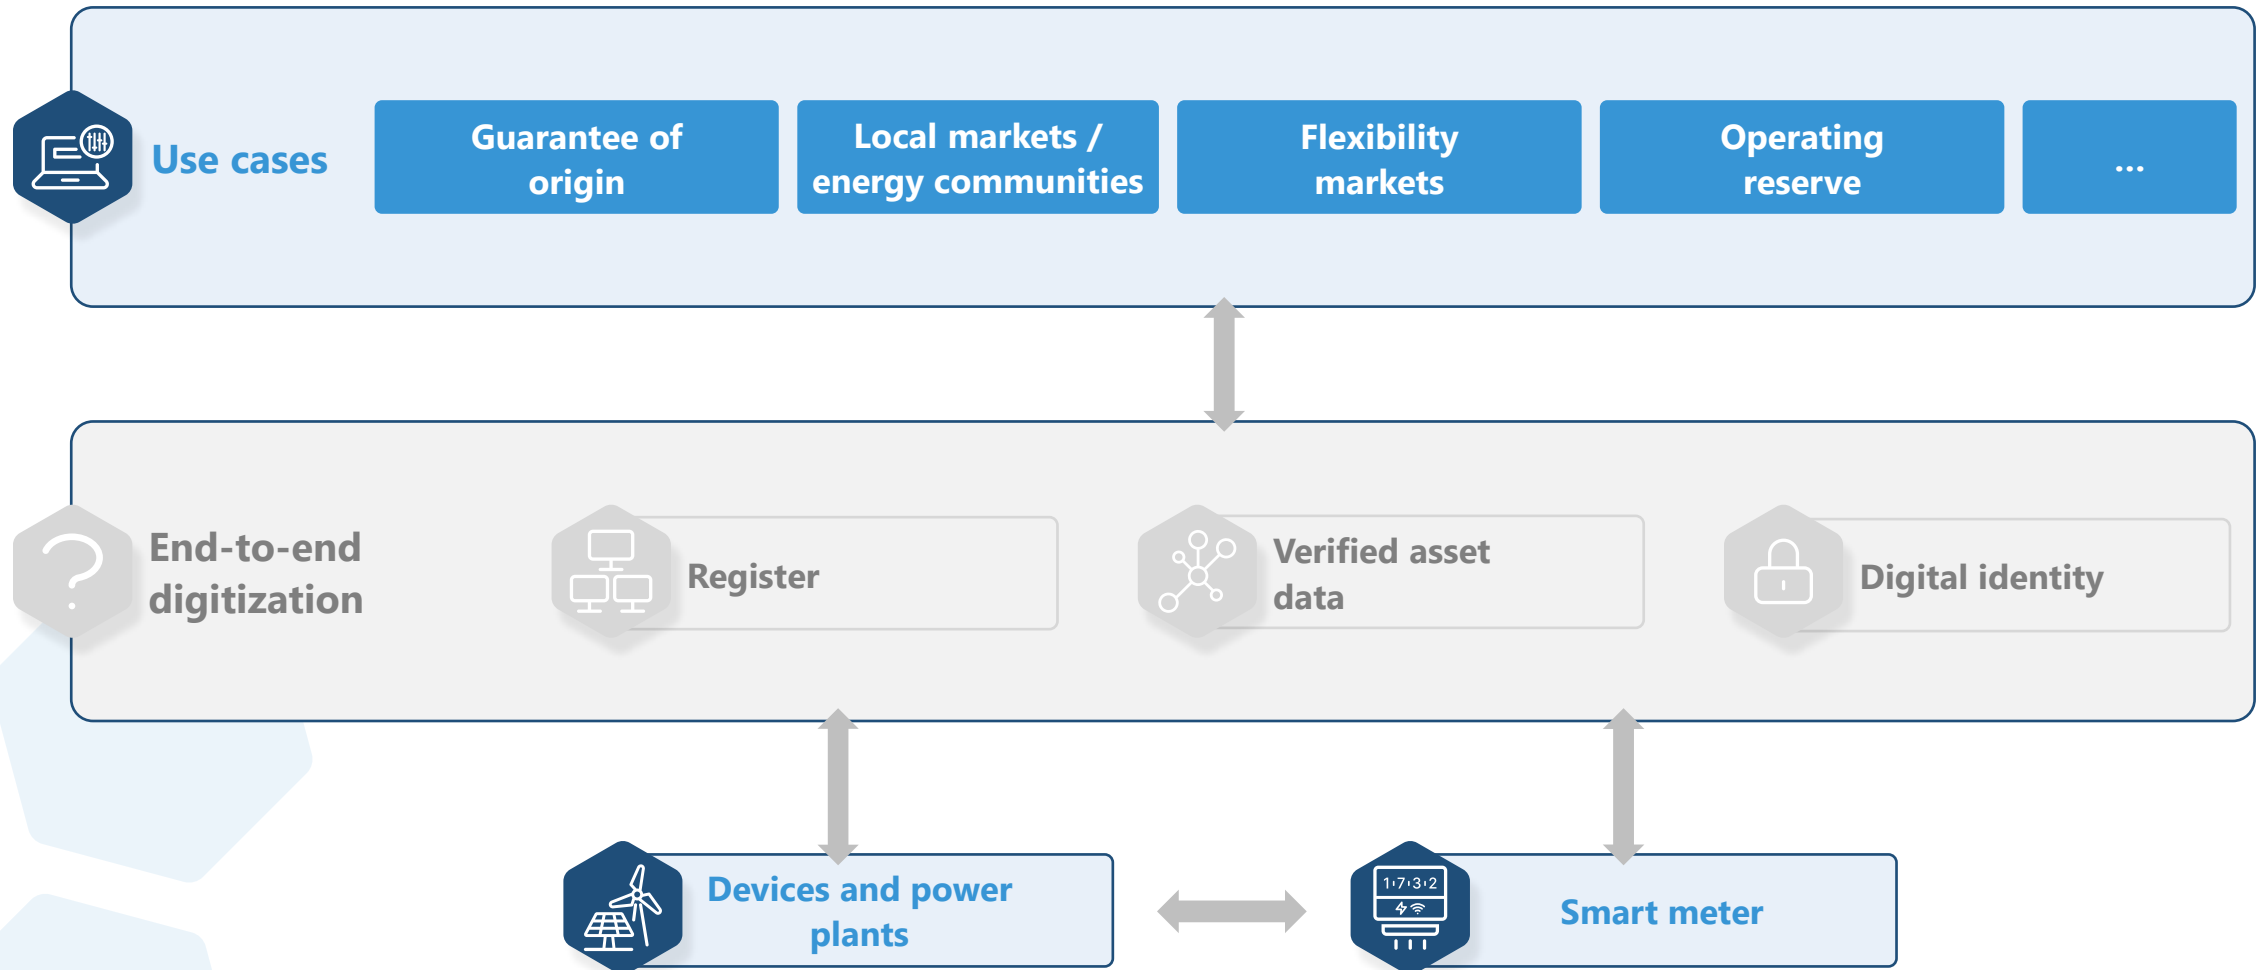 Use cases
Guarantee of
origin
Local markets /
energy communities
Flexibility
markets
Operating
reserve
...
End-to-end
digitization
Register
Verified asset
data
Digital identity
Devices and power
plants
1 7 3 2
Smart meter